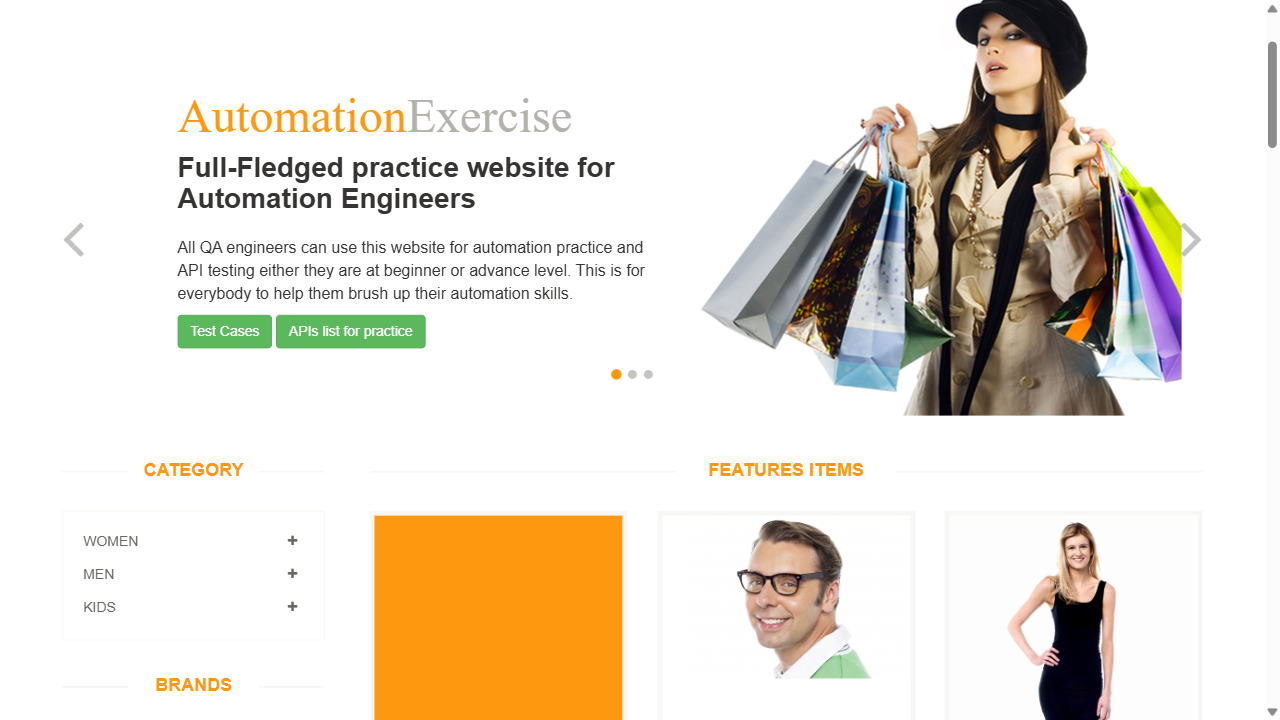 AutomationExercise
Full-Fledged practice website for
Automation Engineers
All QA engineers can use this website for automation practice and
API testing either they are at beginner or advance level. This is for
everybody to help them brush up their automation skills.
Test Cases
APIs list for practice
CATEGORY
WOMEN
MEN
KIDS
BRANDS
FEATURES ITEMS